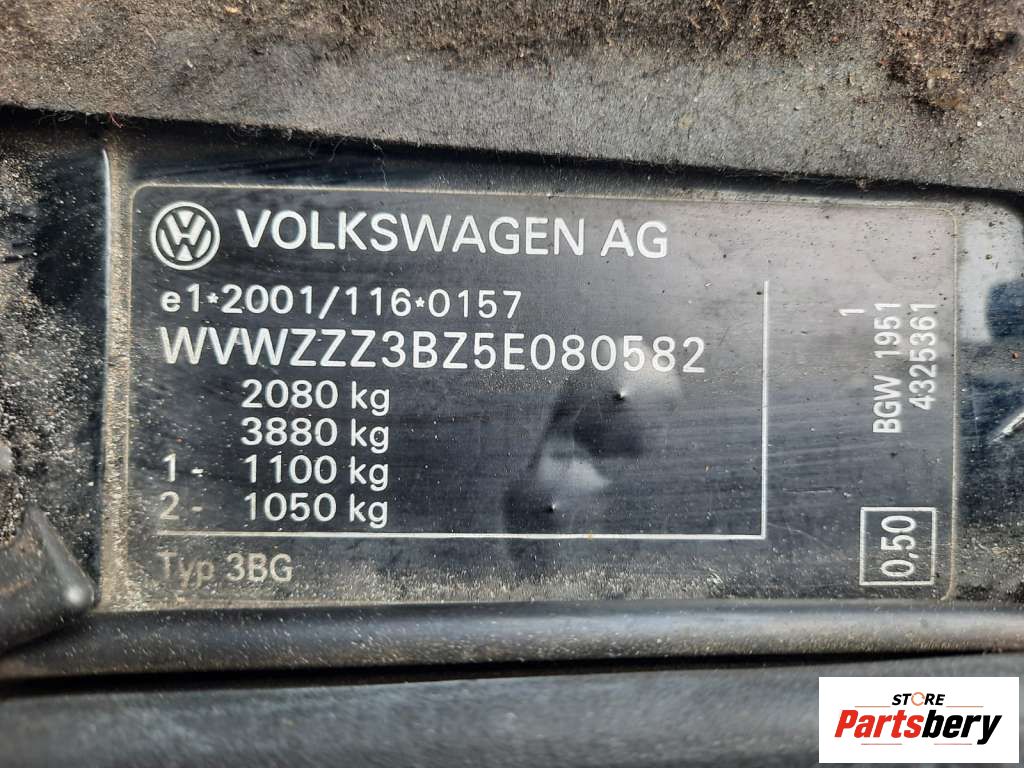 VOLKSWAGEN AG
e1*2001/116*0157
WVWZZZ3BZ5E080582
2080 kg
3880 kg
1 - 1100 kg
2 - 1050 kg
Typ 3BG
1
BGW 1951
4325361
0,50
STORE
Partsbery